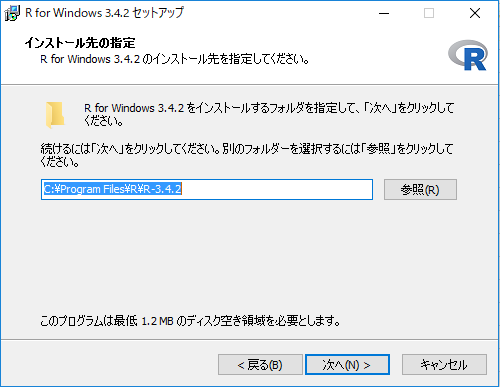 R for Windows 3.4.2 セットアップ
インストール先の指定
R for Windows 3.4.2 のインストール先を指定してください。
R
R for Windows 3.4.2 をインストールするフォルダを指定して、「次へ」をクリックして
ください。
続けるには「次へ」をクリックしてください。別のフォルダーを選択するには「参照」をクリックして
ください。
C:¥Program Files¥R¥R-3.4.2
参照(R)
このプログラムは最低 1.2 MB のディスク空き領域を必要とします。
< 戻る(B)
次へ(N) >
キャンセル